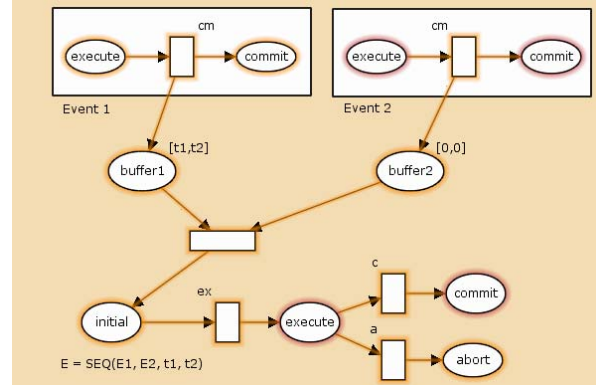 cm
execute
commit
Event 1
cm
execute
commit
Event 2
[t1,t2]
buffer1
[0,0]
buffer2
initial
ex
execute
c
commit
a
abort
E = SEQ(E1, E2, t1, t2)